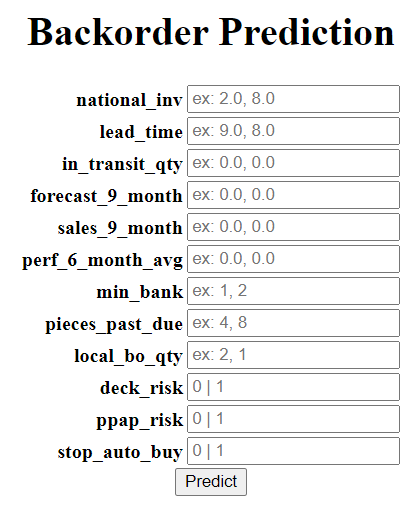 Backorder Prediction
national_inv ex: 2.0, 8.0
lead_time ex: 9.0, 8.0
in_transit_qty ex: 0.0, 0.0
forecast_9_month ex: 0.0, 0.0
sales_9_month ex: 0.0, 0.0
perf_6_month_avg ex: 0.0, 0.0
min_bank ex: 1, 2
pieces_past_due ex: 4, 8
local_bo_qty ex: 2, 1
deck_risk 0 | 1
ppap_risk 0 | 1
stop_auto_buy 0 | 1
Predict